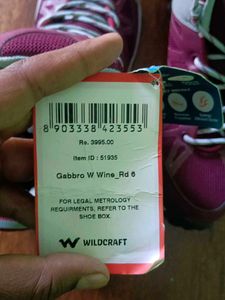 8 903338 423553
Rs. 3995.00
Item ID : 51935
Gabbro W Wine_Rd 6
FOR LEGAL METROLOGY
REQUIRMENTS, REFER TO THE
SHOE BOX.
WILDCRAFT